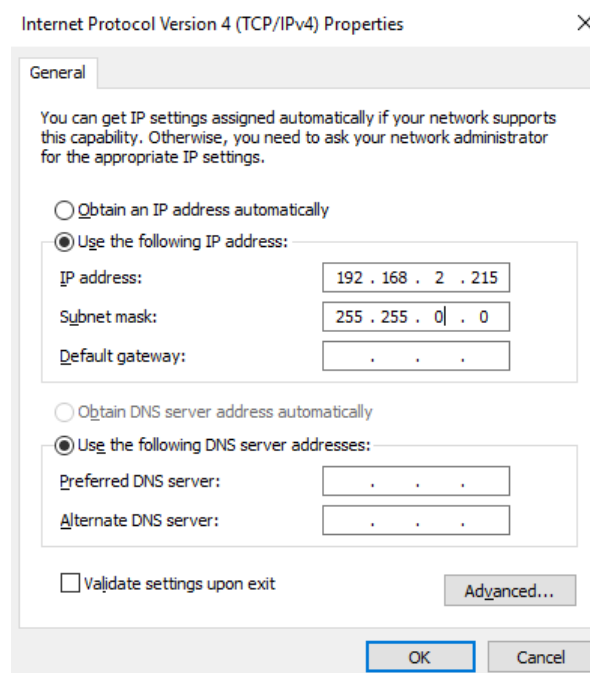 Internet Protocol Version 4 (TCP/IPv4) Properties
General
You can get IP settings assigned automatically if your network supports
this capability. Otherwise, you need to ask your network administrator
for the appropriate IP settings.
Obtain an IP address automatically
Use the following IP address:
IP address: 192 . 168 . 2 . 215
Subnet mask: 255 . 255 . 0 . 0
Default gateway: . . .
Obtain DNS server address automatically
Use the following DNS server addresses:
Preferred DNS server: . . .
Alternate DNS server: . . .
Validate settings upon exit
Advanced...
OK Cancel